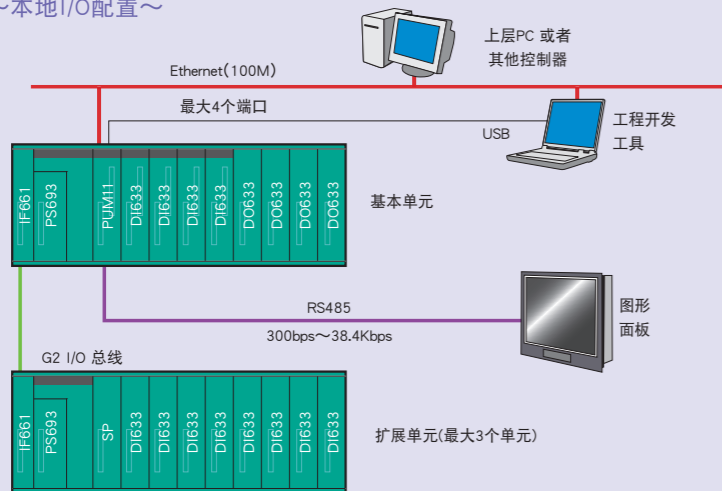 ～本地I/O配置～
上层PC 或者
其他控制器
Ethernet(100M)
最大4个端口
USB
工程开发
工具
IF661
PS693
PUM11
DI633
DI633
DI633
DI633
DO633
DO633
DO633
DO633
基本单元
RS485
300bps～38.4Kbps
图形
面板
G2 I/O 总线
IF661
PS693
SP
DI633
DI633
DI633
DI633
DI633
DI633
DI633
DI633
扩展单元(最大3个单元)